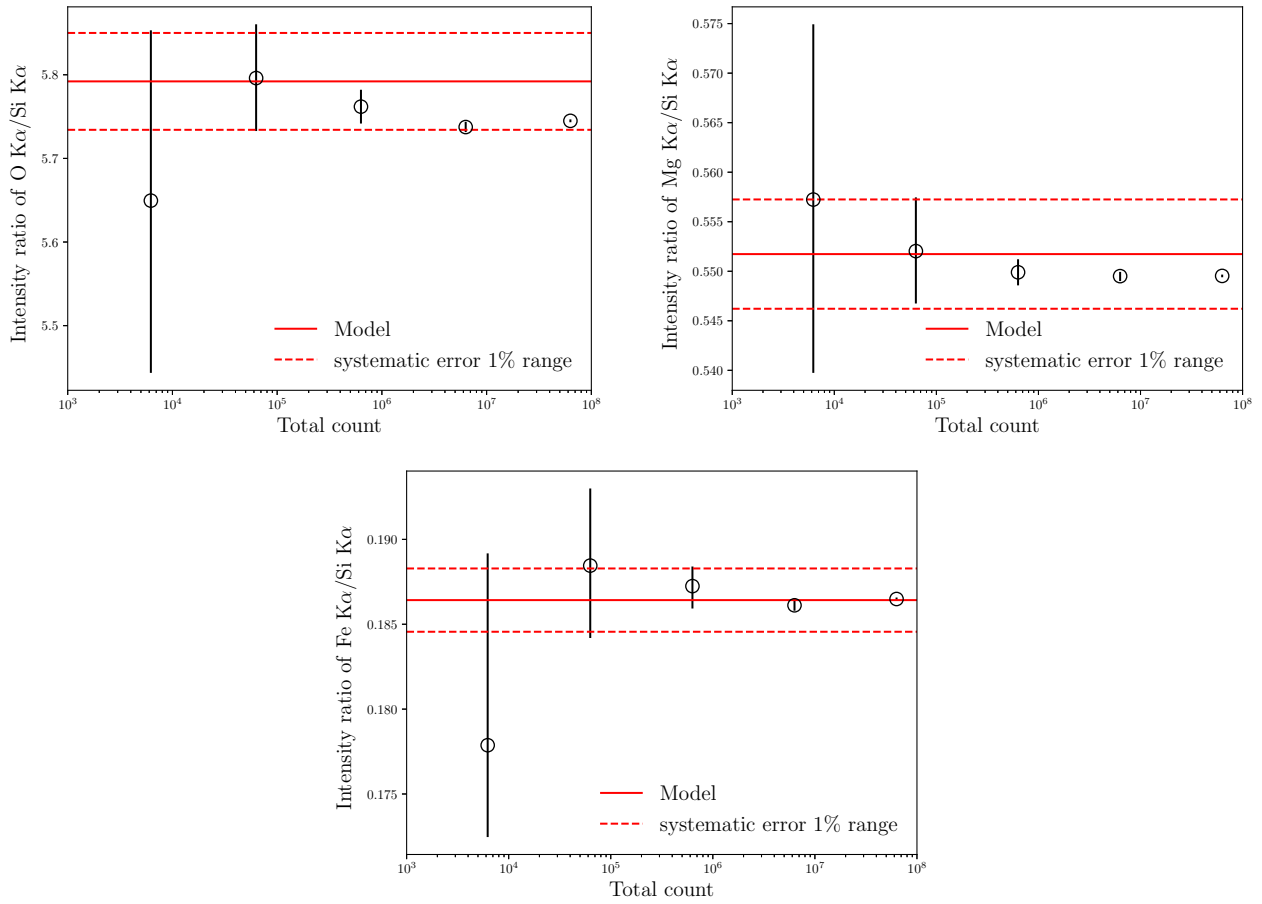 Intensity ratio of O Kα/Si Kα
5.8
5.7
5.6
5.5
Model
systematic error 1% range
10³ 10⁴ 10⁵ 10⁶ 10⁷ 10⁸
Total count
Intensity ratio of Mg Kα/Si Kα
0.575
0.570
0.565
0.560
0.555
0.550
0.545
0.540
Model
systematic error 1% range
10³ 10⁴ 10⁵ 10⁶ 10⁷ 10⁸
Total count
Intensity ratio of Fe Kα/Si Kα
0.190
0.185
0.180
0.175
Model
systematic error 1% range
10³ 10⁴ 10⁵ 10⁶ 10⁷ 10⁸
Total count